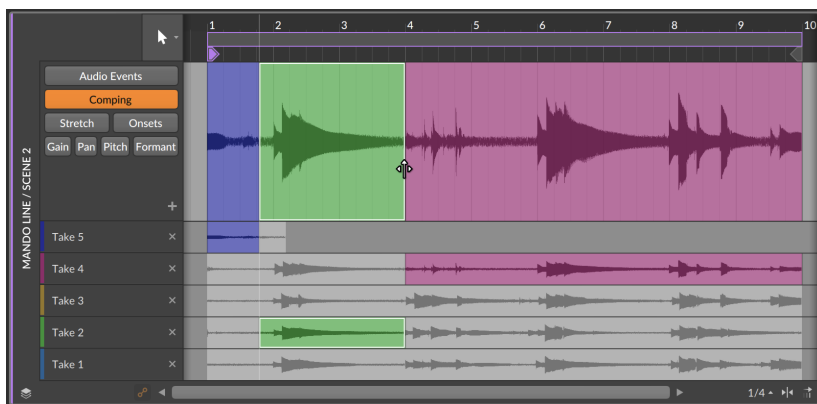 1 2 3 4 5 6 7 8 9 10
MANDO LINE / SCENE 2
Audio Events
Comping
Stretch Onsets
Gain Pan Pitch Formant
+
Take 5 ×
Take 4 ×
Take 3 ×
Take 2 ×
Take 1 ×
1/4